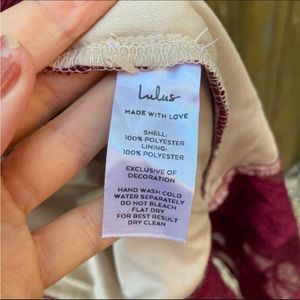 Lulus
MADE WITH LOVE
SHELL:
100% POLYESTER
LINING:
100% POLYESTER
EXCLUSIVE OF
DECORATION
HAND WASH COLD
WATER SEPARATELY
DO NOT BLEACH
FLAT DRY
FOR BEST RESULT
DRY CLEAN